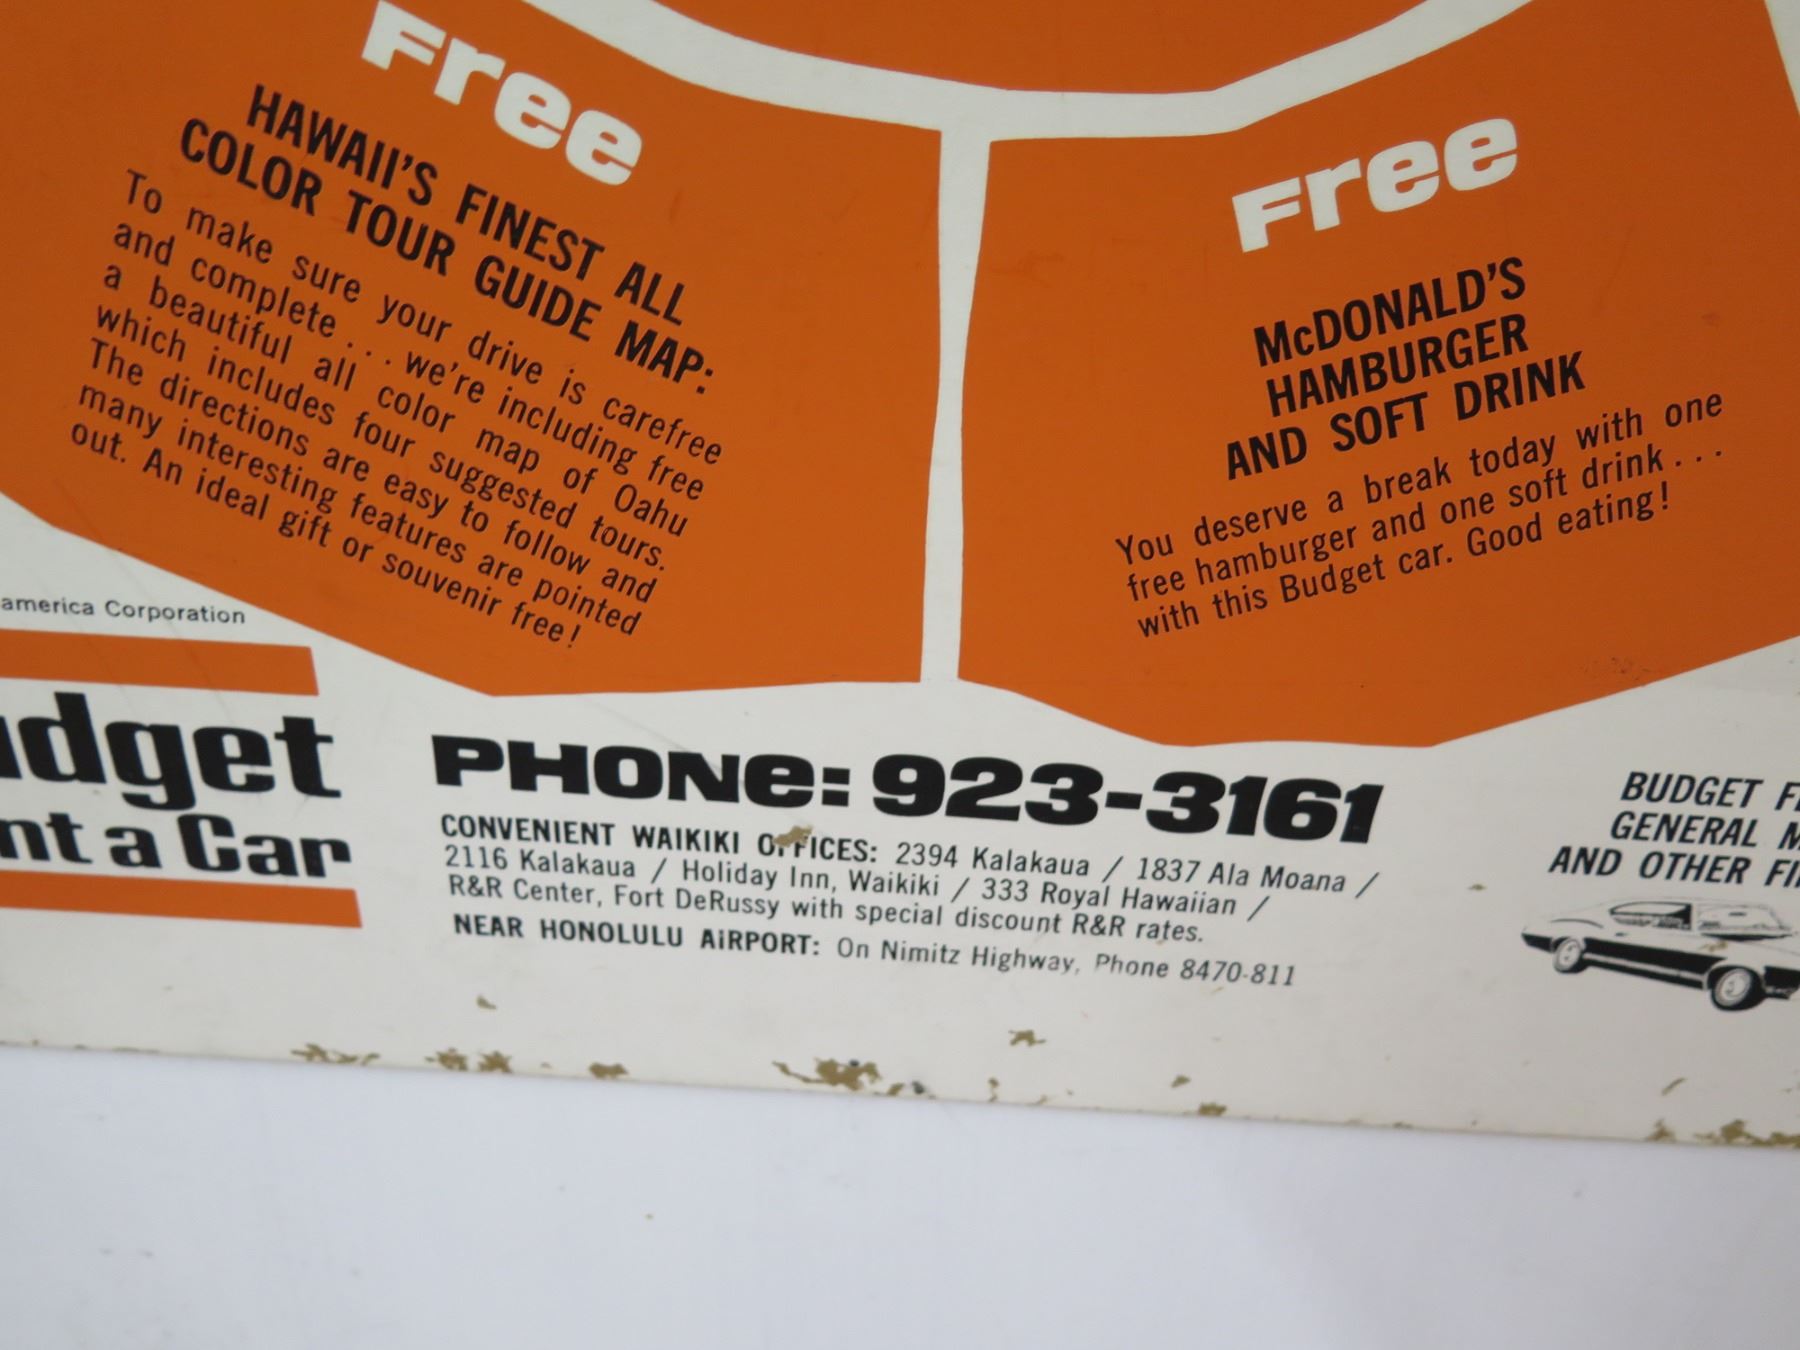 Free
HAWAII'S FINEST ALL
COLOR TOUR GUIDE MAP:
To make sure your drive is carefree
and complete . . . we're including free
a beautiful all color map of Oahu
which includes four suggested tours.
The directions are easy to follow and
many interesting features are pointed
out. An ideal gift or souvenir free!
Free
McDONALD'S
HAMBURGER
AND SOFT DRINK
You deserve a break today with one
free hamburger and one soft drink . . .
with this Budget car. Good eating!
america Corporation
dget
nt a Car
PHONE: 923-3161
CONVENIENT WAIKIKI OFFICES: 2394 Kalakaua / 1837 Ala Moana /
2116 Kalakaua / Holiday Inn, Waikiki / 333 Royal Hawaiian /
R&R Center, Fort DeRussy with special discount R&R rates.
NEAR HONOLULU AiRPORT: On Nimitz Highway, Phone 8470-811
BUDGET F
GENERAL M
AND OTHER FI